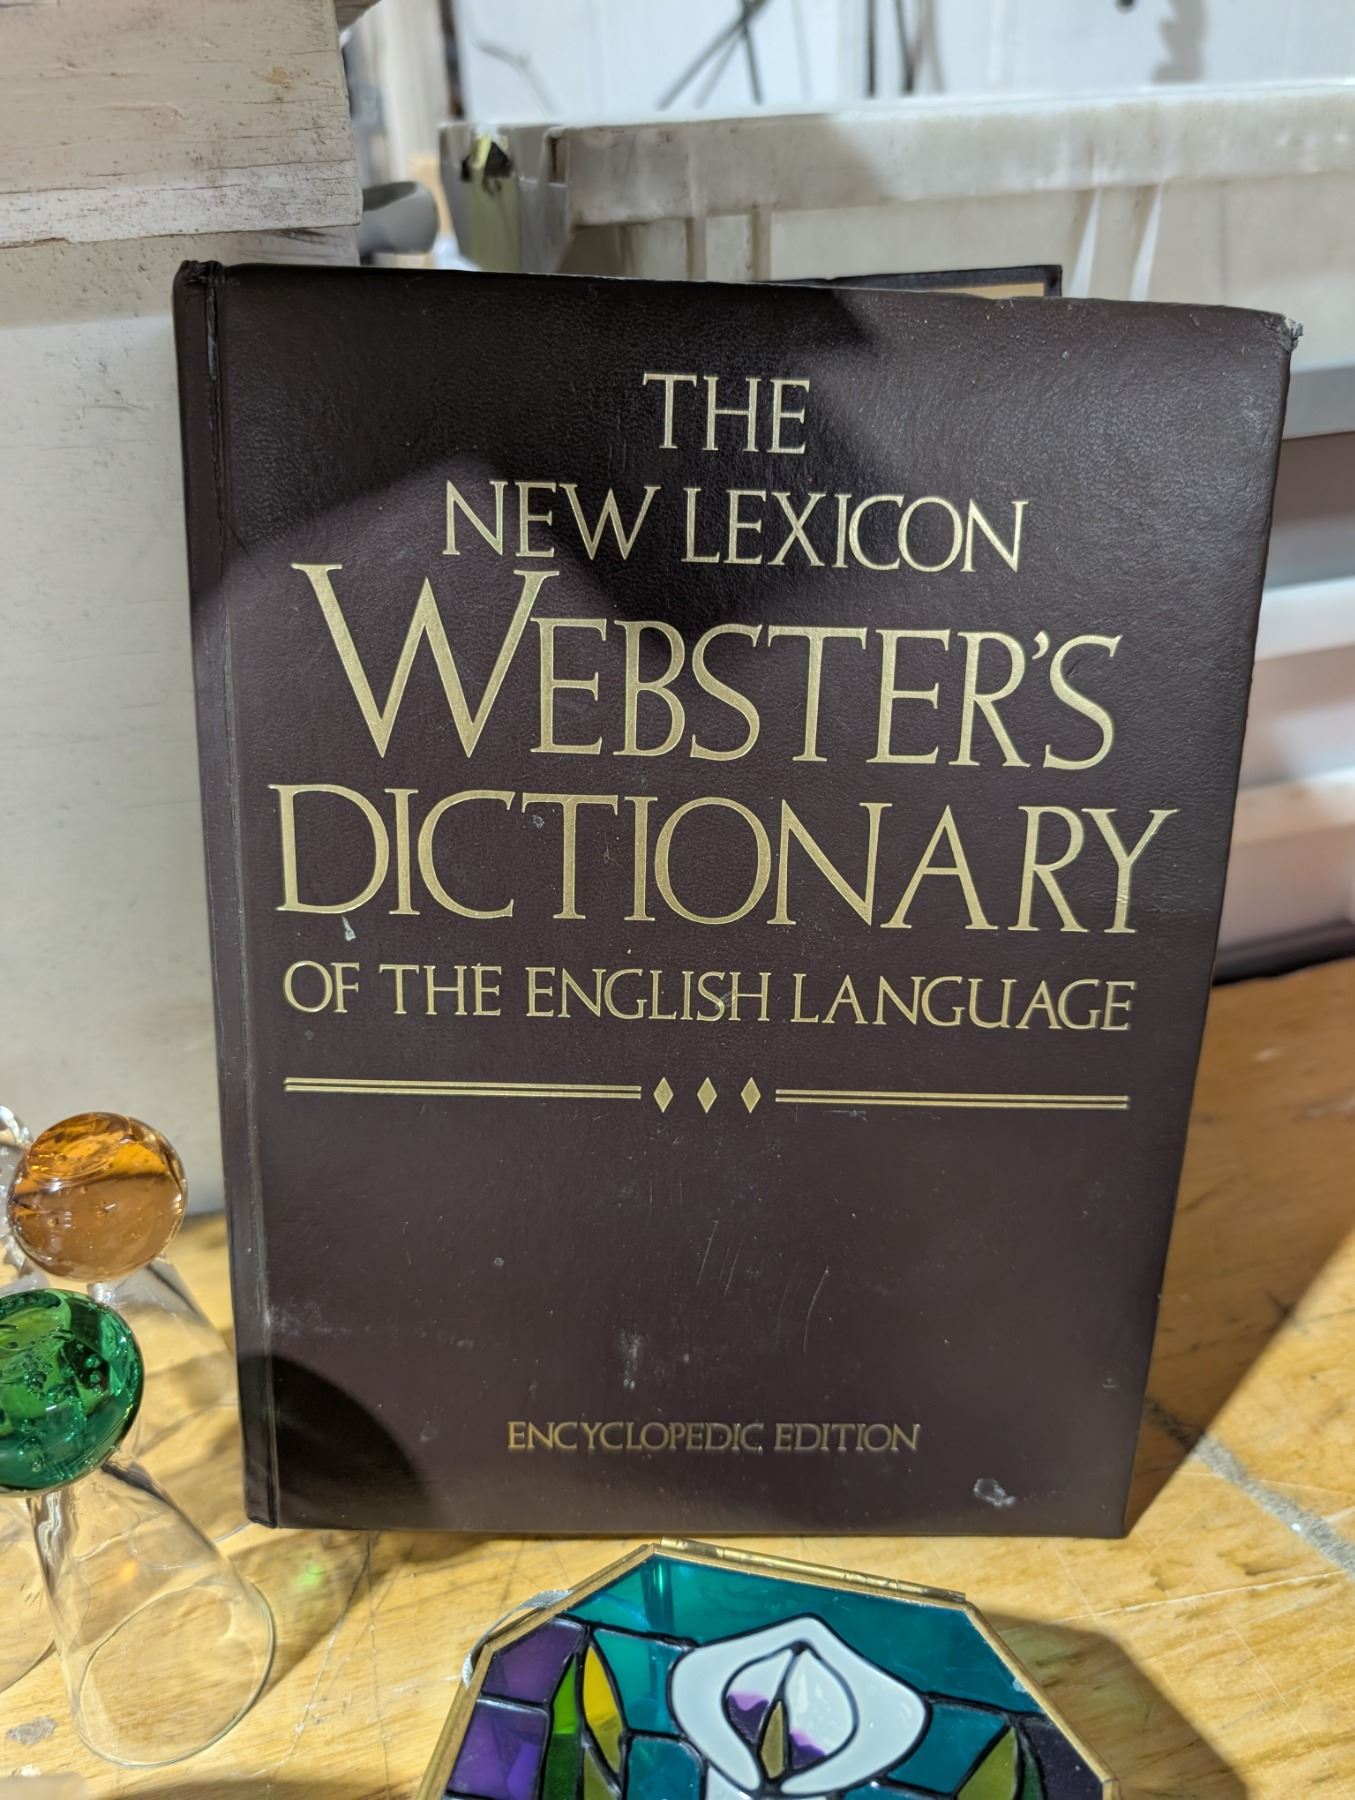 THE
NEW LEXICON
WEBSTER'S
DICTIONARY
OF THE ENGLISH LANGUAGE
ENCYCLOPEDIC EDITION